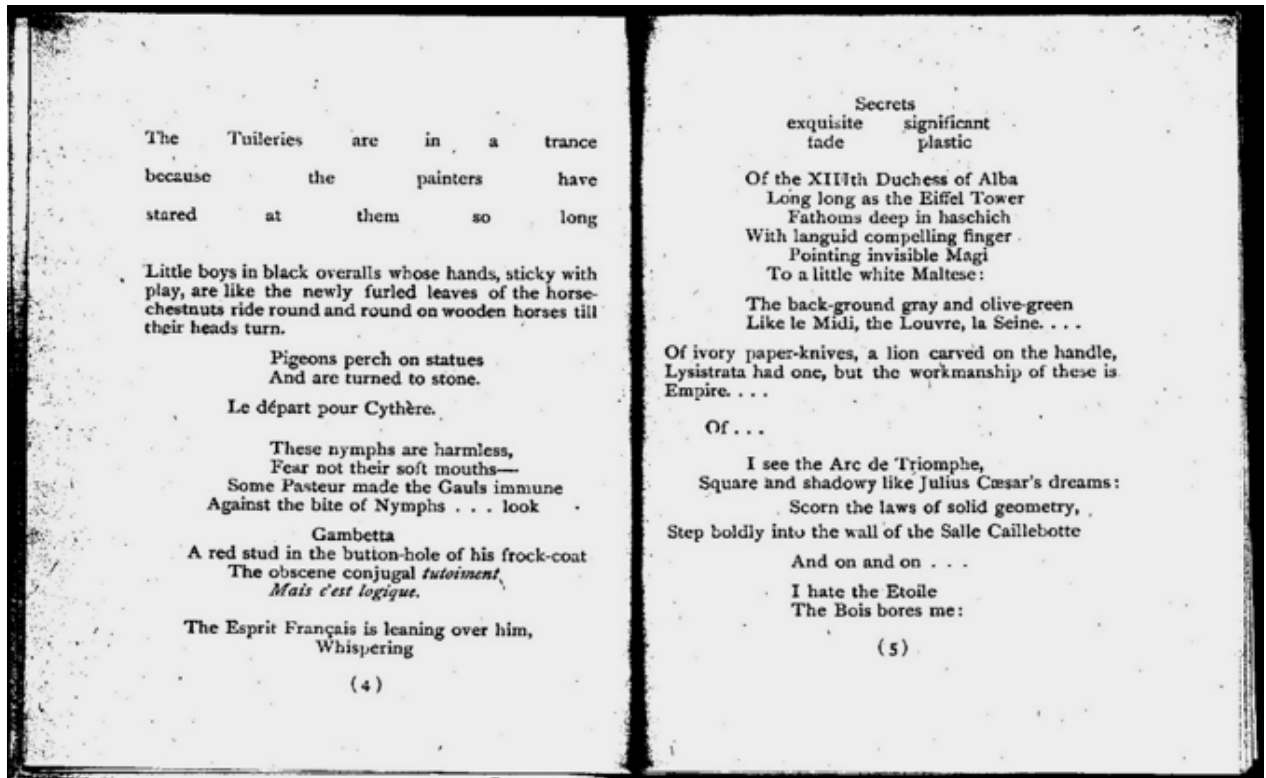 The Tuileries are in a trance
because the painters have
stared at them so long
Little boys in black overalls whose hands, sticky with
play, are like the newly furled leaves of the horse-
chestnuts ride round and round on wooden horses till
their heads turn.
Pigeons perch on statues
And are turned to stone.
Le départ pour Cythère.
These nymphs are harmless,
Fear not their soft mouths—
Some Pasteur made the Gauls immune
Against the bite of Nymphs . . . look
Gambetta
A red stud in the button-hole of his frock-coat
The obscene conjugal tutoiment
Mais c'est logique.
The Esprit Français is leaning over him,
Whispering
(4)
Secrets
exquisite significant
fade plastic
Of the XIIIth Duchess of Alba
Long long as the Eiffel Tower
Fathoms deep in haschich
With languid compelling finger
Pointing invisible Magi
To a little white Maltese:
The back-ground gray and olive-green
Like le Midi, the Louvre, la Seine. . . .
Of ivory paper-knives, a lion carved on the handle,
Lysistrata had one, but the workmanship of these is
Empire. . . .
Of . . .
I see the Arc de Triomphe,
Square and shadowy like Julius Cæsar's dreams:
Scorn the laws of solid geometry,
Step boldly into the wall of the Salle Caillebotte
And on and on . . .
I hate the Etoile
The Bois bores me:
(5)